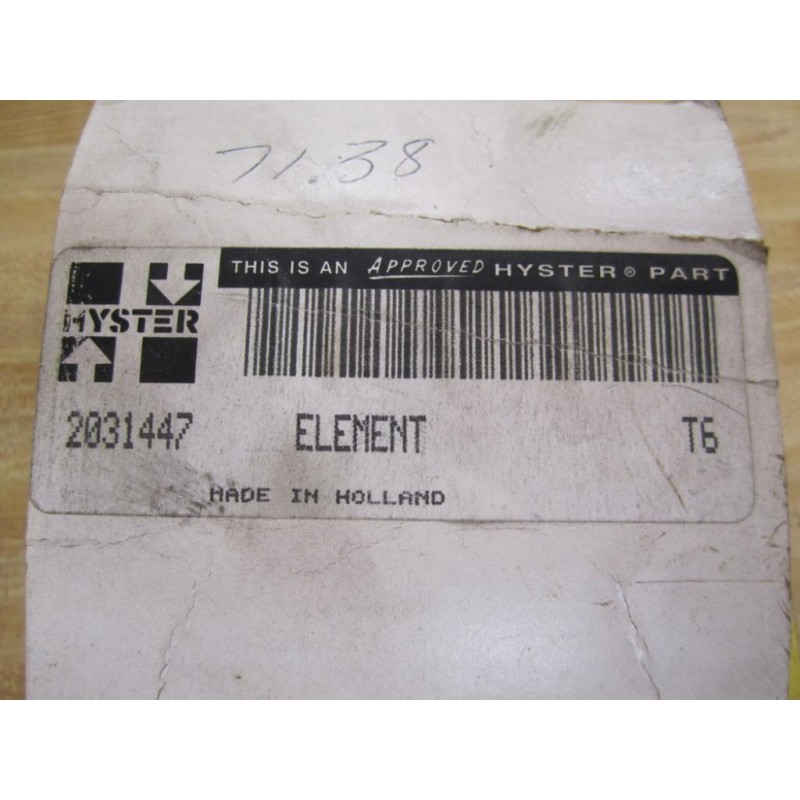 71.38
THIS IS AN APPROVED HYSTER® PART
HYSTER
2031447 ELEMENT T6
MADE IN HOLLAND